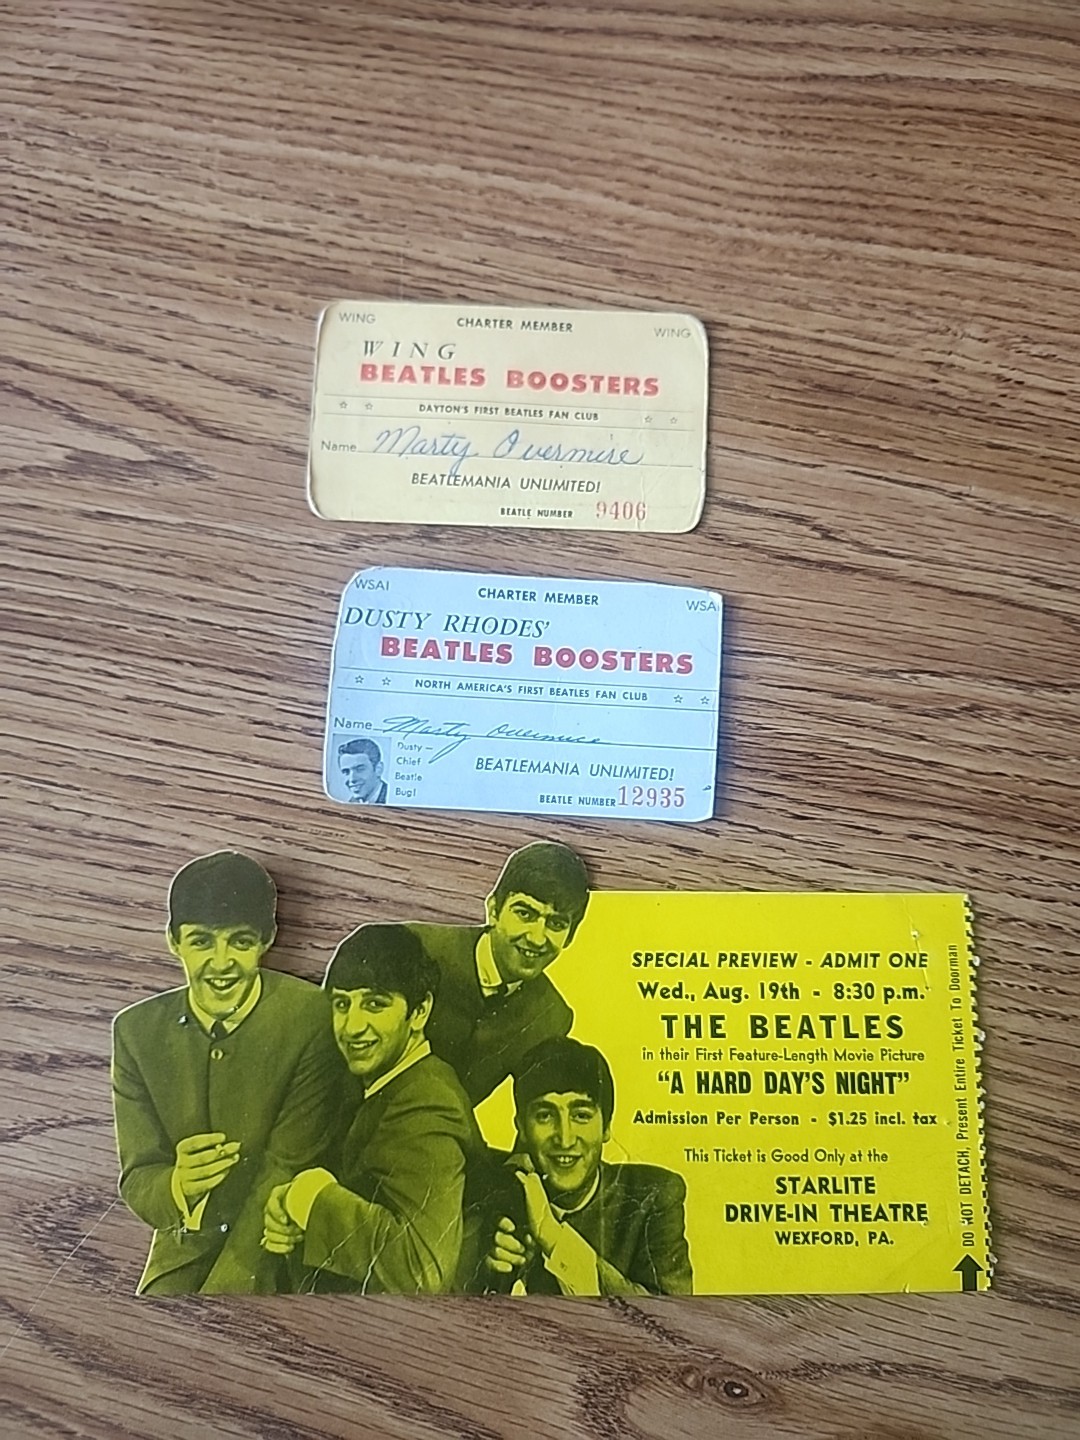 WING CHARTER MEMBER WING
WING
BEATLES BOOSTERS
DAYTON'S FIRST BEATLES FAN CLUB
Name Marty Overmire
BEATLEMANIA UNLIMITED!
BEATLE NUMBER 9406
WSAI CHARTER MEMBER WSAI
DUSTY RHODES'
BEATLES BOOSTERS
NORTH AMERICA'S FIRST BEATLES FAN CLUB
Name Marty Overmire
Dusty –
Chief
Beatle
Bug!
BEATLEMANIA UNLIMITED!
BEATLE NUMBER 12935
SPECIAL PREVIEW - ADMIT ONE
Wed., Aug. 19th - 8:30 p.m.
THE BEATLES
in their First Feature-Length Movie Picture
“A HARD DAY'S NIGHT”
Admission Per Person - $1.25 incl. tax
This Ticket is Good Only at the
STARLITE
DRIVE-IN THEATRE
WEXFORD, PA.
DO NOT DETACH, Present Entire Ticket To Doorman